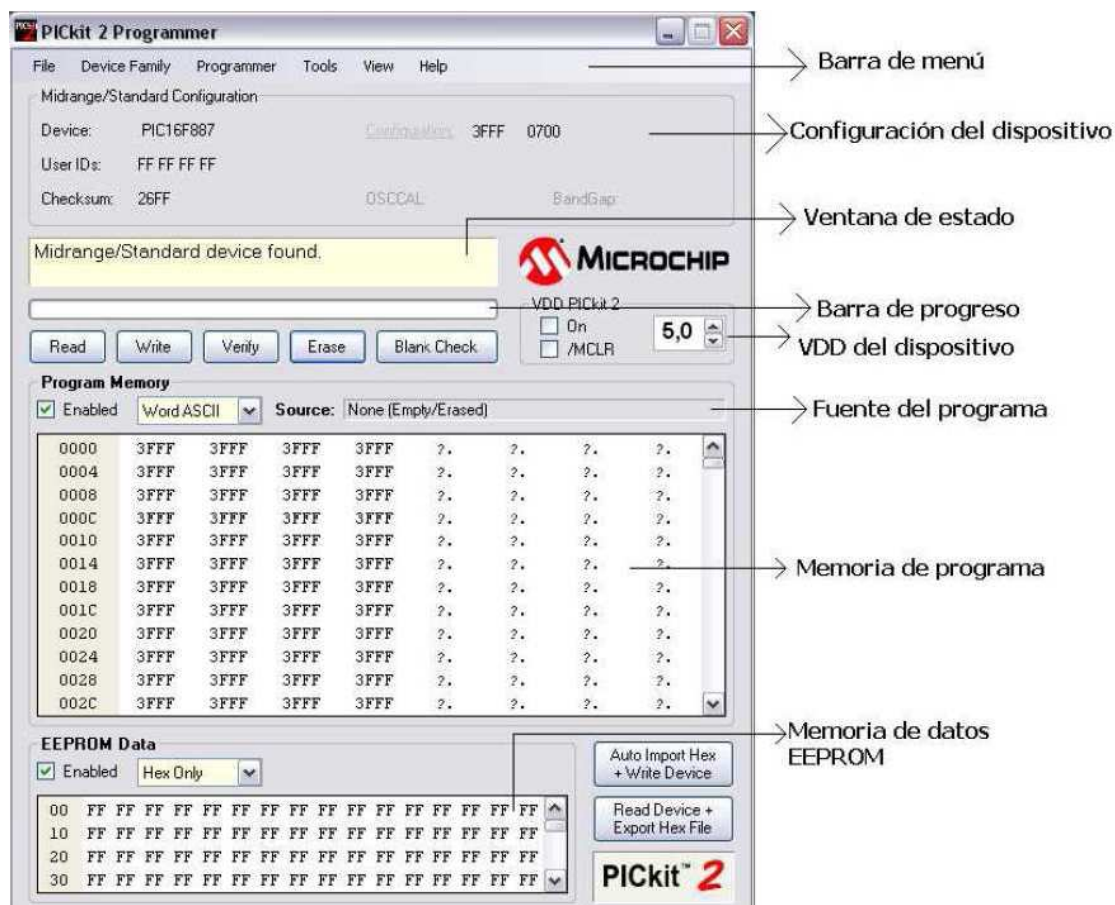 PICkit 2 Programmer
File Device Family Programmer Tools View Help
Barra de menú
Midrange/Standard Configuration
Device: PIC16F887 Configuration: 3FFF 0700
Configuración del dispositivo
User IDs: FF FF FF FF
Checksum: 26FF OSCCAL: BandGap:
Ventana de estado
Midrange/Standard device found.
MICROCHIP
Barra de progreso
VDD PICkit 2
On
/MCLR
5,0
VDD del dispositivo
Read Write Verify Erase Blank Check
Program Memory
Enabled Word ASCII Source: None (Empty/Erased)
Fuente del programa
0000 3FFF 3FFF 3FFF 3FFF ?. ?. ?. ?.
0004 3FFF 3FFF 3FFF 3FFF ?. ?. ?. ?.
0008 3FFF 3FFF 3FFF 3FFF ?. ?. ?. ?.
000C 3FFF 3FFF 3FFF 3FFF ?. ?. ?. ?.
0010 3FFF 3FFF 3FFF 3FFF ?. ?. ?. ?.
0014 3FFF 3FFF 3FFF 3FFF ?. ?. ?. ?.
Memoria de programa
0018 3FFF 3FFF 3FFF 3FFF ?. ?. ?. ?.
001C 3FFF 3FFF 3FFF 3FFF ?. ?. ?. ?.
0020 3FFF 3FFF 3FFF 3FFF ?. ?. ?. ?.
0024 3FFF 3FFF 3FFF 3FFF ?. ?. ?. ?.
0028 3FFF 3FFF 3FFF 3FFF ?. ?. ?. ?.
002C 3FFF 3FFF 3FFF 3FFF ?. ?. ?. ?.
Memoria de datos
EEPROM
EEPROM Data
Enabled Hex Only
00 FF FF FF FF FF FF FF FF FF FF FF FF FF FF FF FF
10 FF FF FF FF FF FF FF FF FF FF FF FF FF FF FF FF
20 FF FF FF FF FF FF FF FF FF FF FF FF FF FF FF FF
30 FF FF FF FF FF FF FF FF FF FF FF FF FF FF FF FF
Auto Import Hex
+ Write Device
Read Device +
Export Hex File
PICkit™ 2